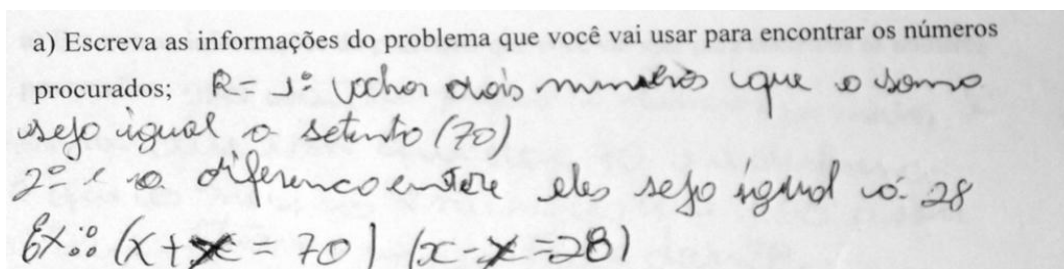 a) Escreva as informações do problema que você vai usar para encontrar os números
procurados; R= 1º achar dois numeros que a soma
seja igual a setenta (70)
2º e a diferenca entre eles seja igual a 28
Ex: (x+x = 70) (x-x=28)